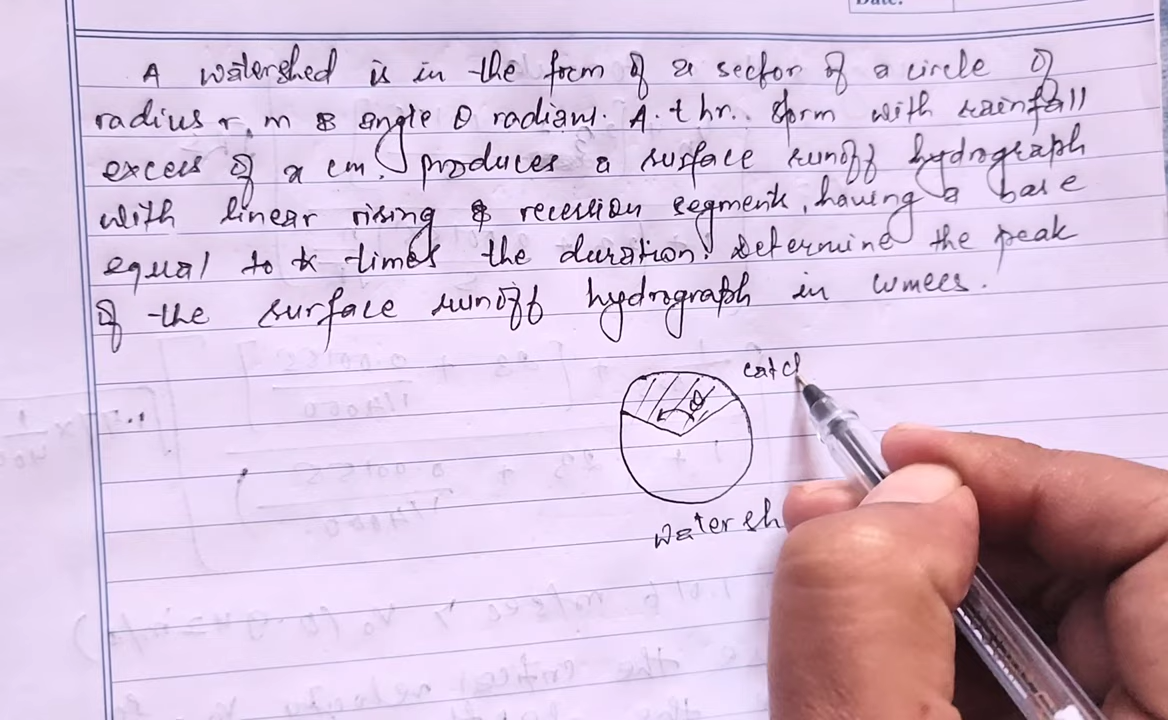 Date:
A watershed is in the form of a sector of a circle of
radius r, m & angle θ radians. A. t hr. storm with rainfall
excess of x cm. produces a surface runoff hydrograph
with linear rising & recession segments, having a base
equal to k times the duration. Determine the peak
of the surface runoff hydrograph in cumecs.
catch
θ
watersh